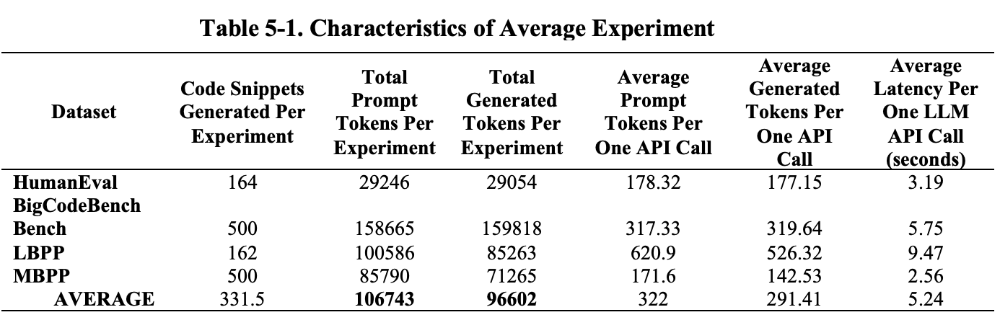 Table 5-1. Characteristics of Average Experiment
Dataset Code Snippets Generated Per Experiment Total Prompt Tokens Per Experiment Total Generated Tokens Per Experiment Average Prompt Tokens Per One API Call Average Generated Tokens Per One API Call Average Latency Per One LLM API Call (seconds)
HumanEval 164 29246 29054 178.32 177.15 3.19
BigCodeBench
Bench 500 158665 159818 317.33 319.64 5.75
LBPP 162 100586 85263 620.9 526.32 9.47
MBPP 500 85790 71265 171.6 142.53 2.56
AVERAGE 331.5 106743 96602 322 291.41 5.24